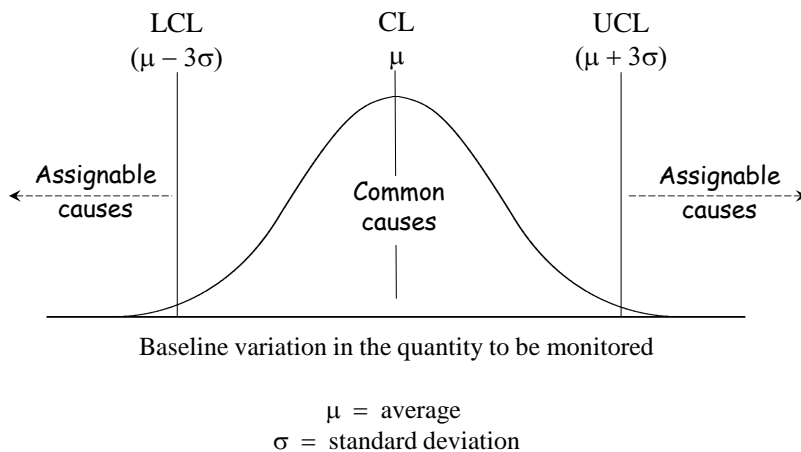 LCL CL UCL
(μ − 3σ) μ (μ + 3σ)
Assignable
causes
Common
causes
Assignable
causes
Baseline variation in the quantity to be monitored
μ = average
σ = standard deviation